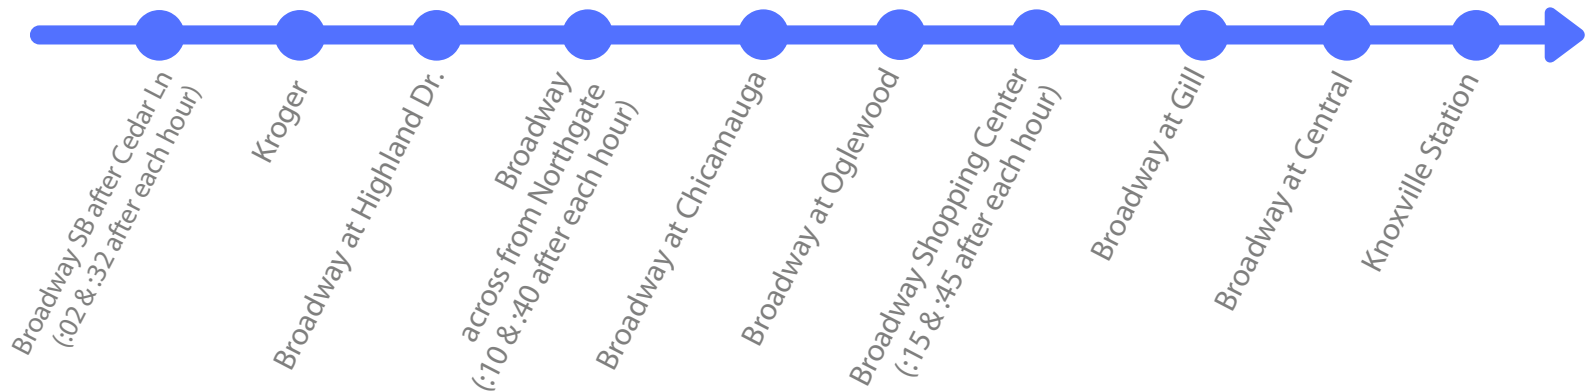 Broadway SB after Cedar Ln
(:02 & :32 after each hour)
Kroger
Broadway at Highland Dr.
Broadway
across from Northgate
(:10 & :40 after each hour)
Broadway at Chicamauga
Broadway at Oglewood
Broadway Shopping Center
(:15 & :45 after each hour)
Broadway at Gill
Broadway at Central
Knoxville Station